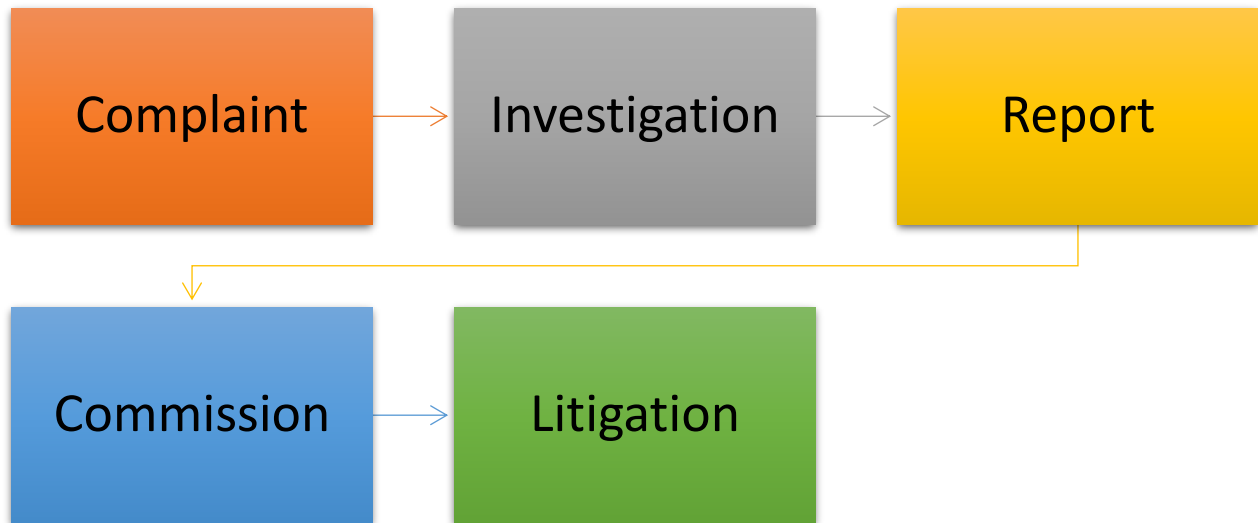 Complaint
Investigation
Report
Commission
Litigation